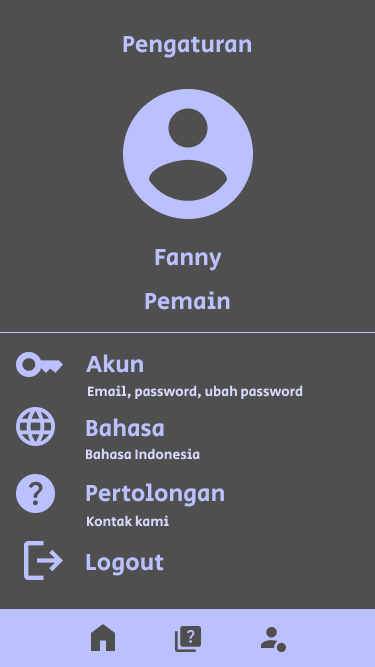 Pengaturan
Fanny
Pemain
Akun
Email, password, ubah password
Bahasa
Bahasa Indonesia
Pertolongan
Kontak kami
Logout